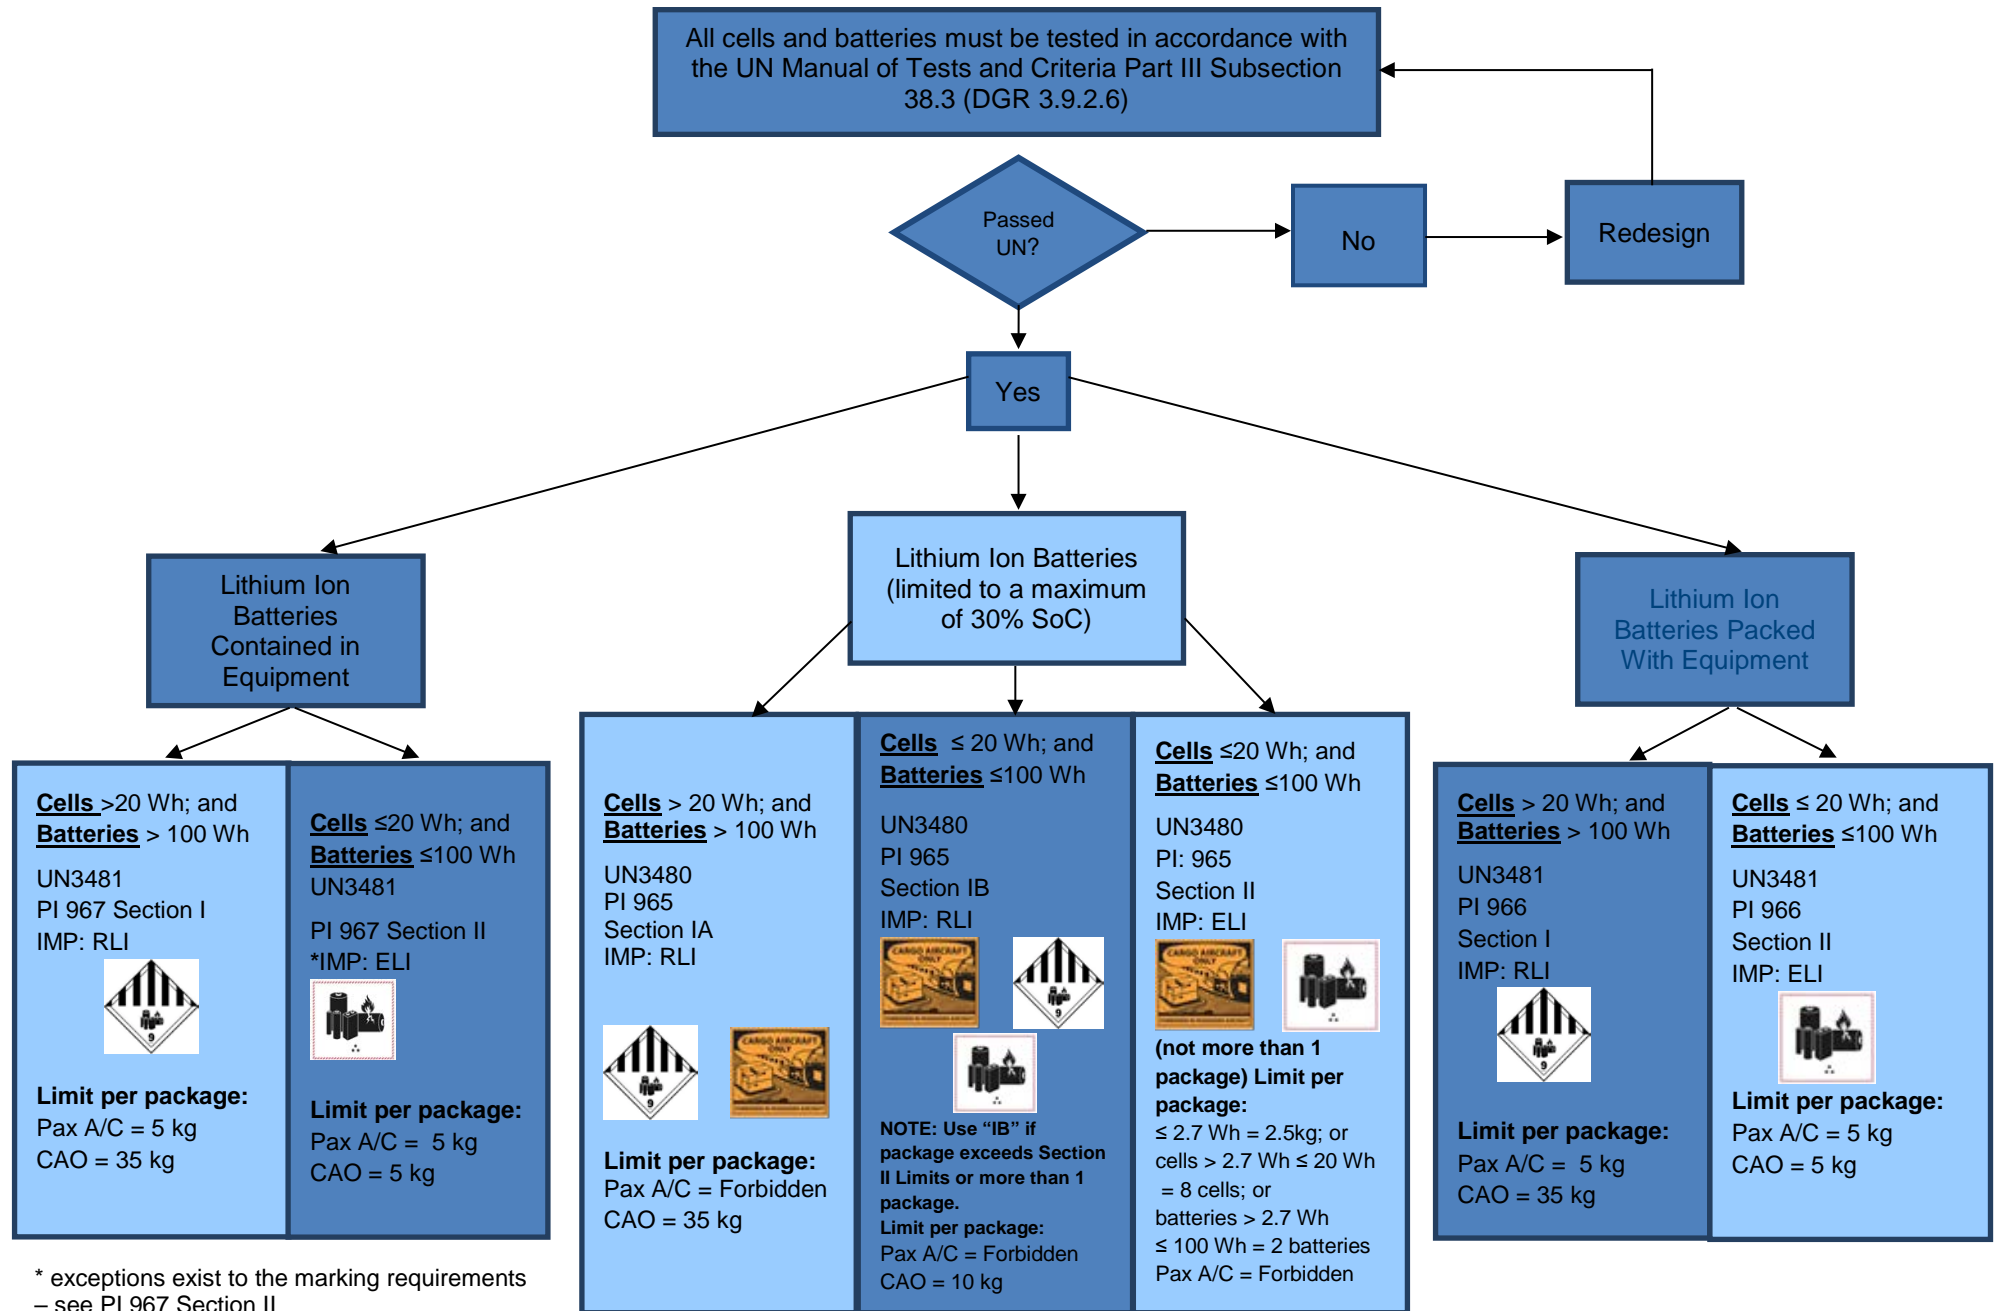 All cells and batteries must be tested in accordance with
the UN Manual of Tests and Criteria Part III Subsection
38.3 (DGR 3.9.2.6)
Passed
UN?
No
Redesign
Yes
Lithium Ion
Batteries
Contained in
Equipment
Lithium Ion Batteries
(limited to a maximum
of 30% SoC)
Lithium Ion
Batteries Packed
With Equipment
Cells >20 Wh; and
Batteries > 100 Wh
UN3481
PI 967 Section I
IMP: RLI
9
Limit per package:
Pax A/C = 5 kg
CAO = 35 kg
Cells ≤20 Wh; and
Batteries ≤100 Wh
UN3481
PI 967 Section II
*IMP: ELI
Limit per package:
Pax A/C =  5 kg
CAO = 5 kg
Cells > 20 Wh; and
Batteries > 100 Wh
UN3480
PI 965
Section IA
IMP: RLI
9
CARGO AIRCRAFT
ONLY
Limit per package:
Pax A/C = Forbidden
CAO = 35 kg
Cells  ≤ 20 Wh; and
Batteries ≤100 Wh
UN3480
PI 965
Section IB
IMP: RLI
CARGO AIRCRAFT
ONLY
9
NOTE: Use “IB” if
package exceeds Section
II Limits or more than 1
package.
Limit per package:
Pax A/C = Forbidden
CAO = 10 kg
Cells ≤20 Wh; and
Batteries ≤100 Wh
UN3480
PI: 965
Section II
IMP: ELI
CARGO AIRCRAFT
ONLY
(not more than 1
package) Limit per
package:
≤ 2.7 Wh = 2.5kg; or
cells > 2.7 Wh ≤ 20 Wh
= 8 cells; or
batteries > 2.7 Wh
≤ 100 Wh = 2 batteries
Pax A/C = Forbidden
Cells > 20 Wh; and
Batteries > 100 Wh
UN3481
PI 966
Section I
IMP: RLI
9
Limit per package:
Pax A/C =  5 kg
CAO = 35 kg
Cells ≤ 20 Wh; and
Batteries ≤100 Wh
UN3481
PI 966
Section II
IMP: ELI
Limit per package:
Pax A/C = 5 kg
CAO = 5 kg
* exceptions exist to the marking requirements
– see PI 967 Section II